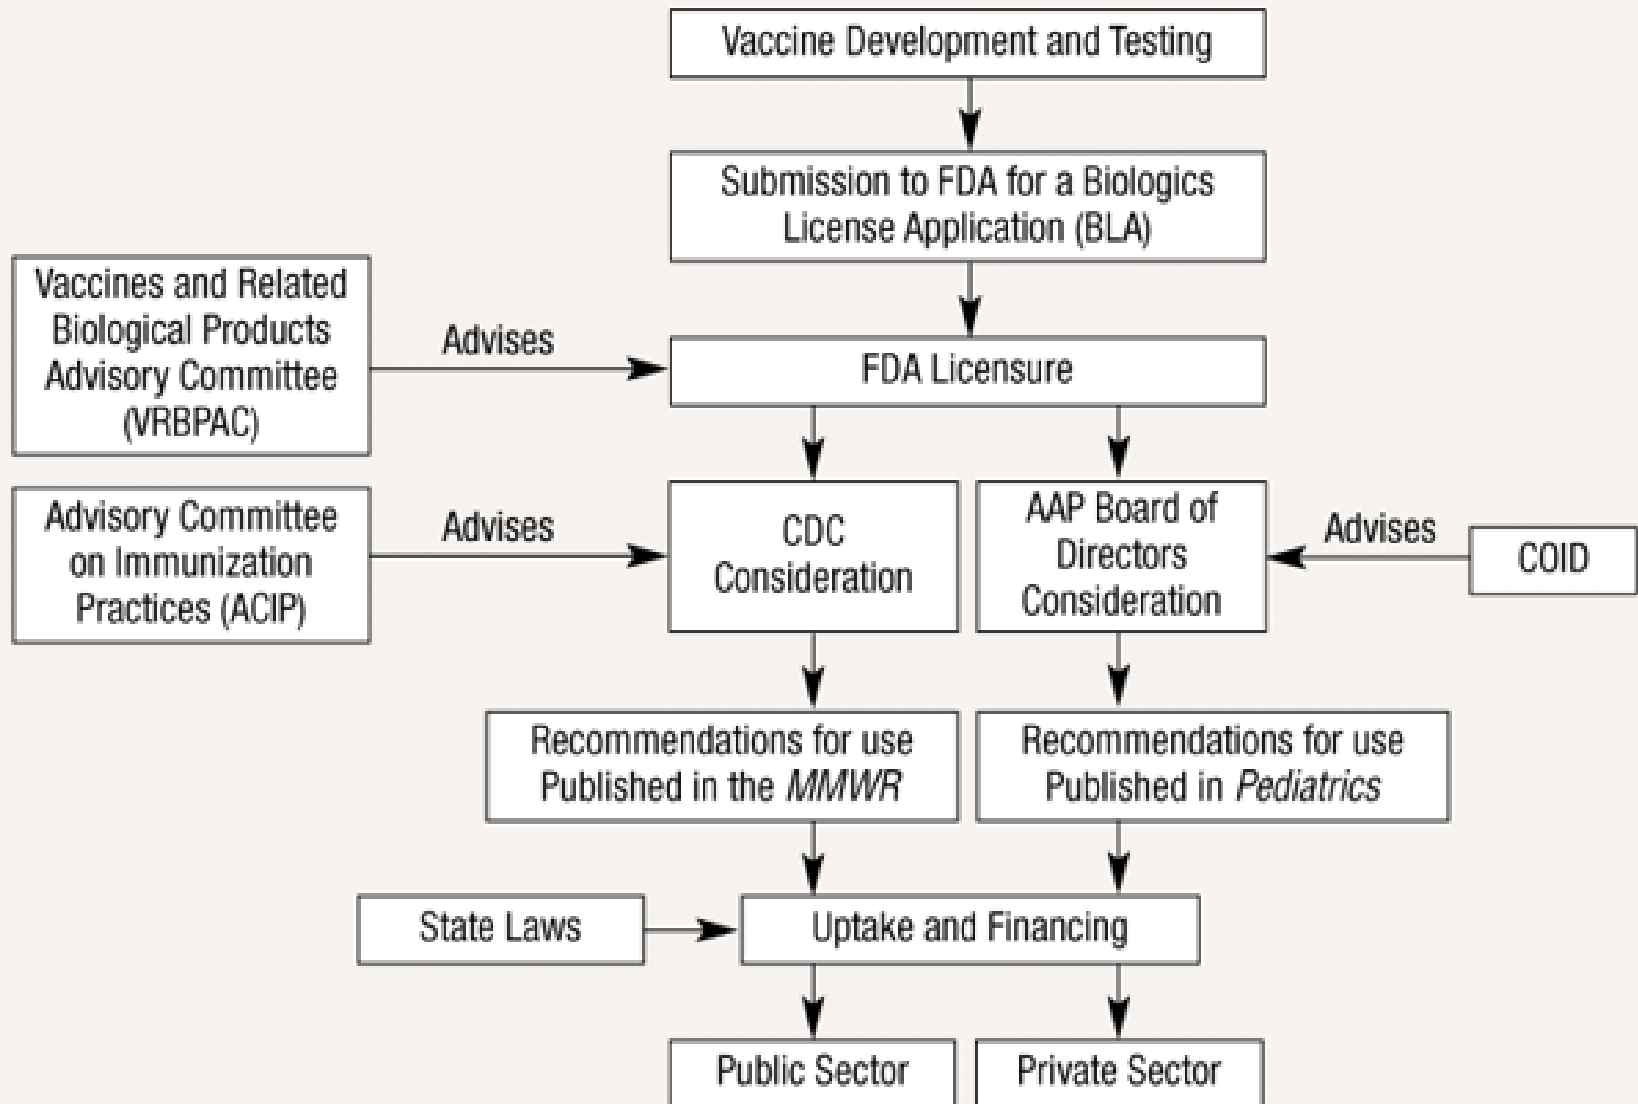 Vaccine Development and Testing
Submission to FDA for a Biologics
License Application (BLA)
Vaccines and Related
Biological Products
Advisory Committee
(VRBPAC)
Advises
FDA Licensure
Advisory Committee
on Immunization
Practices (ACIP)
Advises
CDC
Consideration
AAP Board of
Directors
Consideration
Advises
COID
Recommendations for use
Published in the MMWR
Recommendations for use
Published in Pediatrics
State Laws
Uptake and Financing
Public Sector
Private Sector